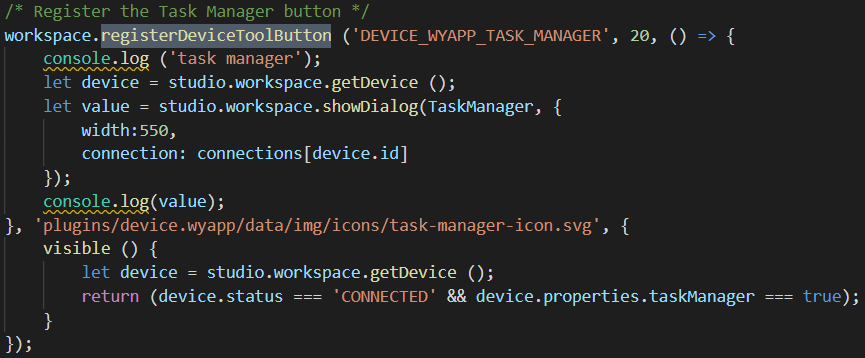 /* Register the Task Manager button */
workspace.registerDeviceToolButton ('DEVICE_WYAPP_TASK_MANAGER', 20, () => {
    console.log ('task manager');
    let device = studio.workspace.getDevice ();
    let value = studio.workspace.showDialog(TaskManager, {
        width:550,
        connection: connections[device.id]
    });
    console.log(value);
}, 'plugins/device.wyapp/data/img/icons/task-manager-icon.svg', {
    visible () {
        let device = studio.workspace.getDevice ();
        return (device.status === 'CONNECTED' && device.properties.taskManager === true);
    }
});